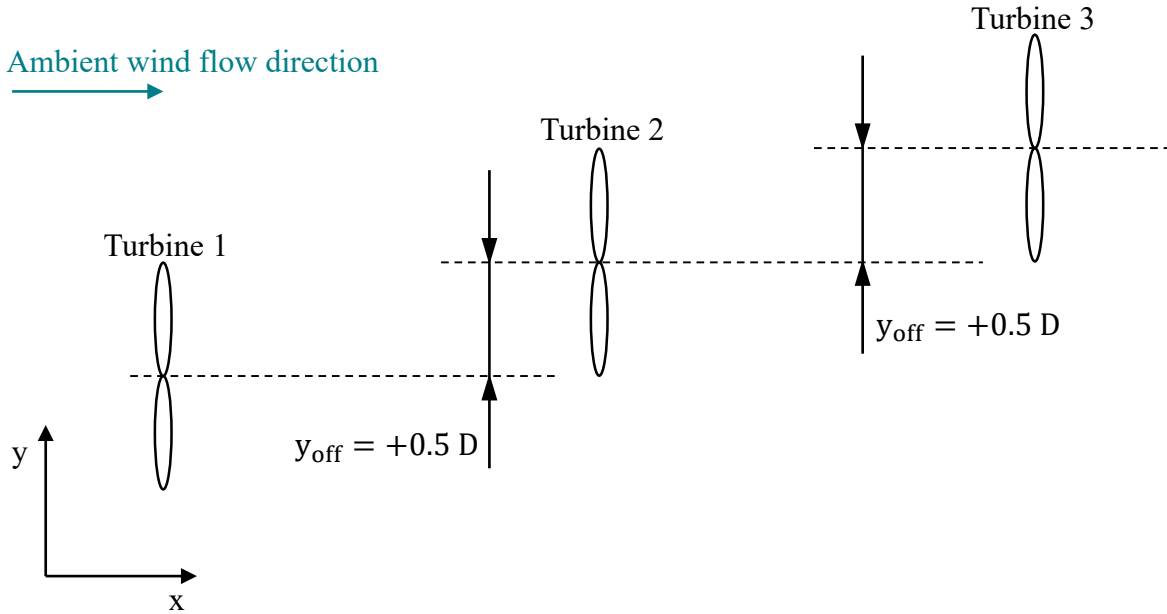 Turbine 3
Ambient wind flow direction
Turbine 2
Turbine 1
y_off = +0.5 D
y_off = +0.5 D
y
x